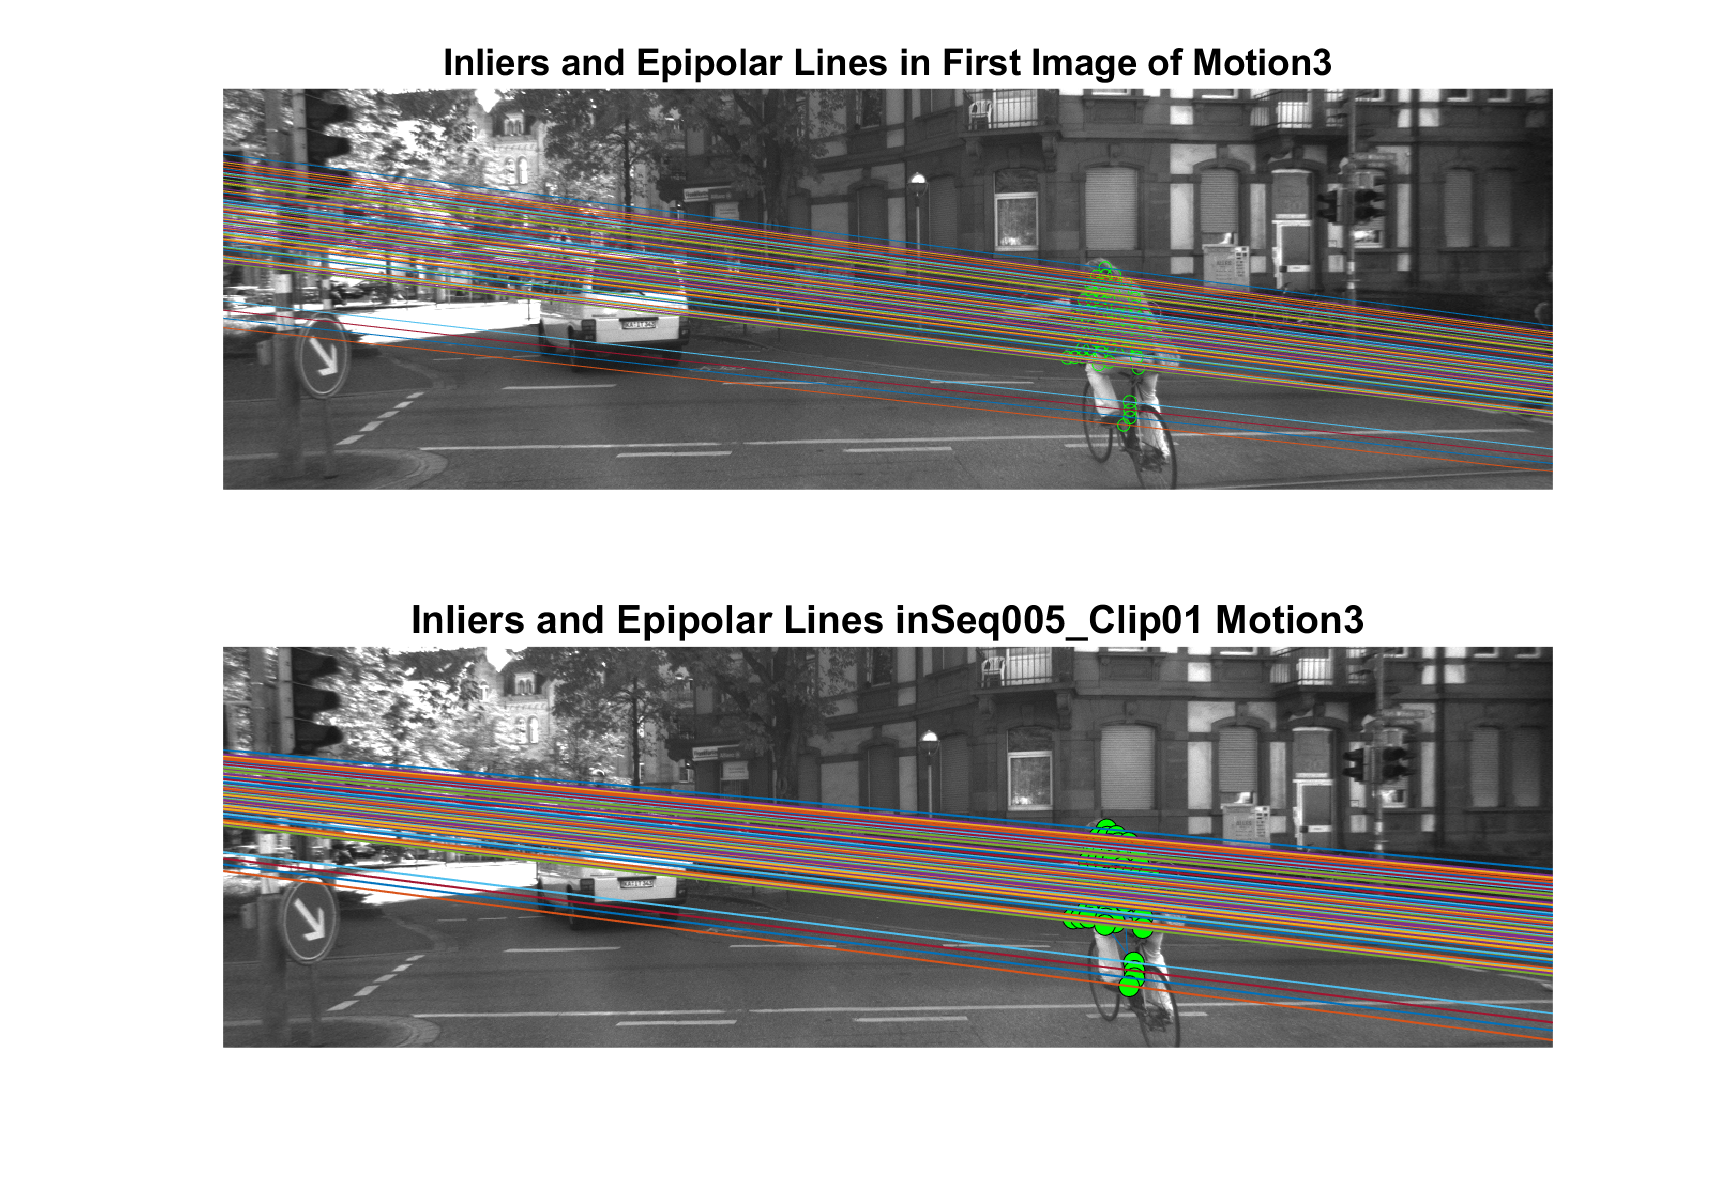 Inliers and Epipolar Lines in First Image of Motion3
Inliers and Epipolar Lines inSeq005_Clip01 Motion3